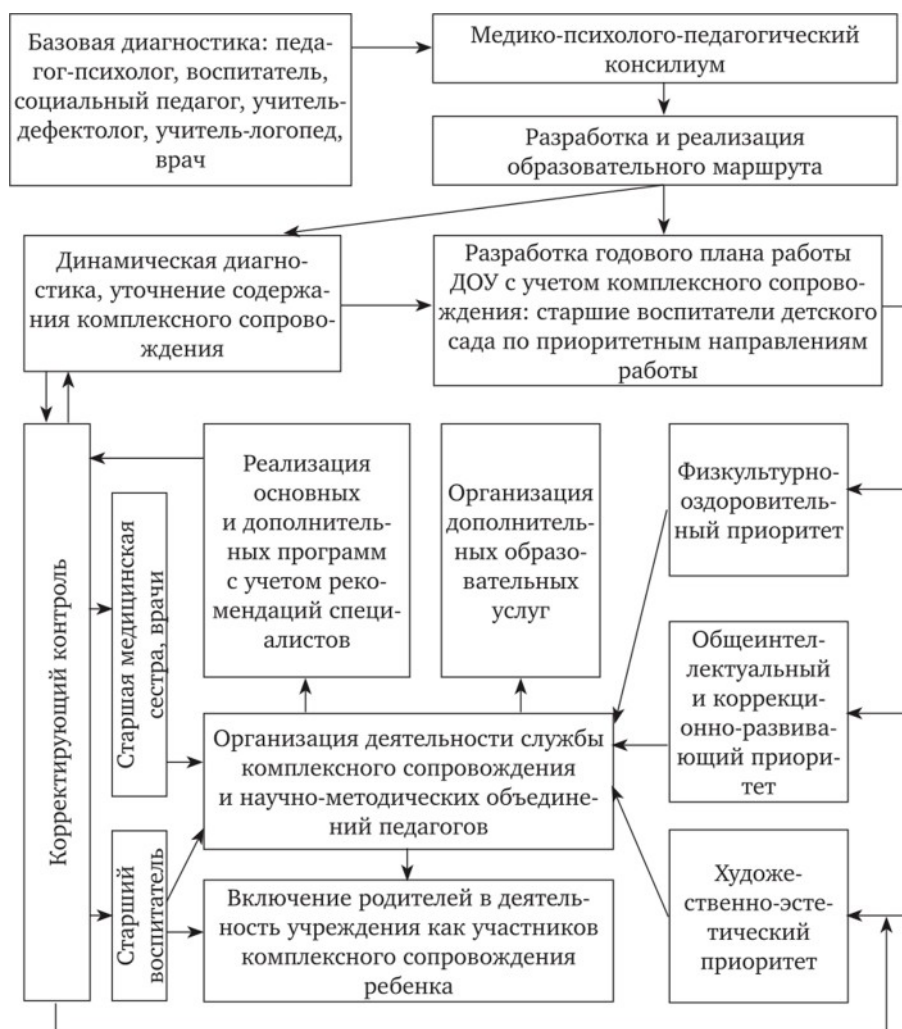 Базовая диагностика: педа-
гог-психолог, воспитатель,
социальный педагог, учитель-
дефектолог, учитель-логопед,
врач
Медико-психолого-педагогический
консилиум
Разработка и реализация
образовательного маршрута
Динамическая диагно-
стика, уточнение содержа-
ния комплексного сопрово-
ждения
Разработка годового плана работы
ДОУ с учетом комплексного сопрово-
ждения: старшие воспитатели детского
сада по приоритетным направлениям
работы
Корректирующий контроль
Старшая медицинская
сестра, врачи
Старший
воспитатель
Реализация
основных
и дополнитель-
ных программ
с учетом реко-
мендаций специ-
алистов
Организация
дополнитель-
ных образо-
вательных
услуг
Физкультурно-
оздоровитель-
ный приоритет
Общеинтел-
лектуальный
и коррекци-
онно-развива-
ющий приори-
тет
Организация деятельности службы
комплексного сопровождения
и научно-методических объедине-
ний педагогов
Включение родителей в деятель-
ность учреждения как участников
комплексного сопровождения
ребенка
Художе-
ственно-эсте-
тический
приоритет